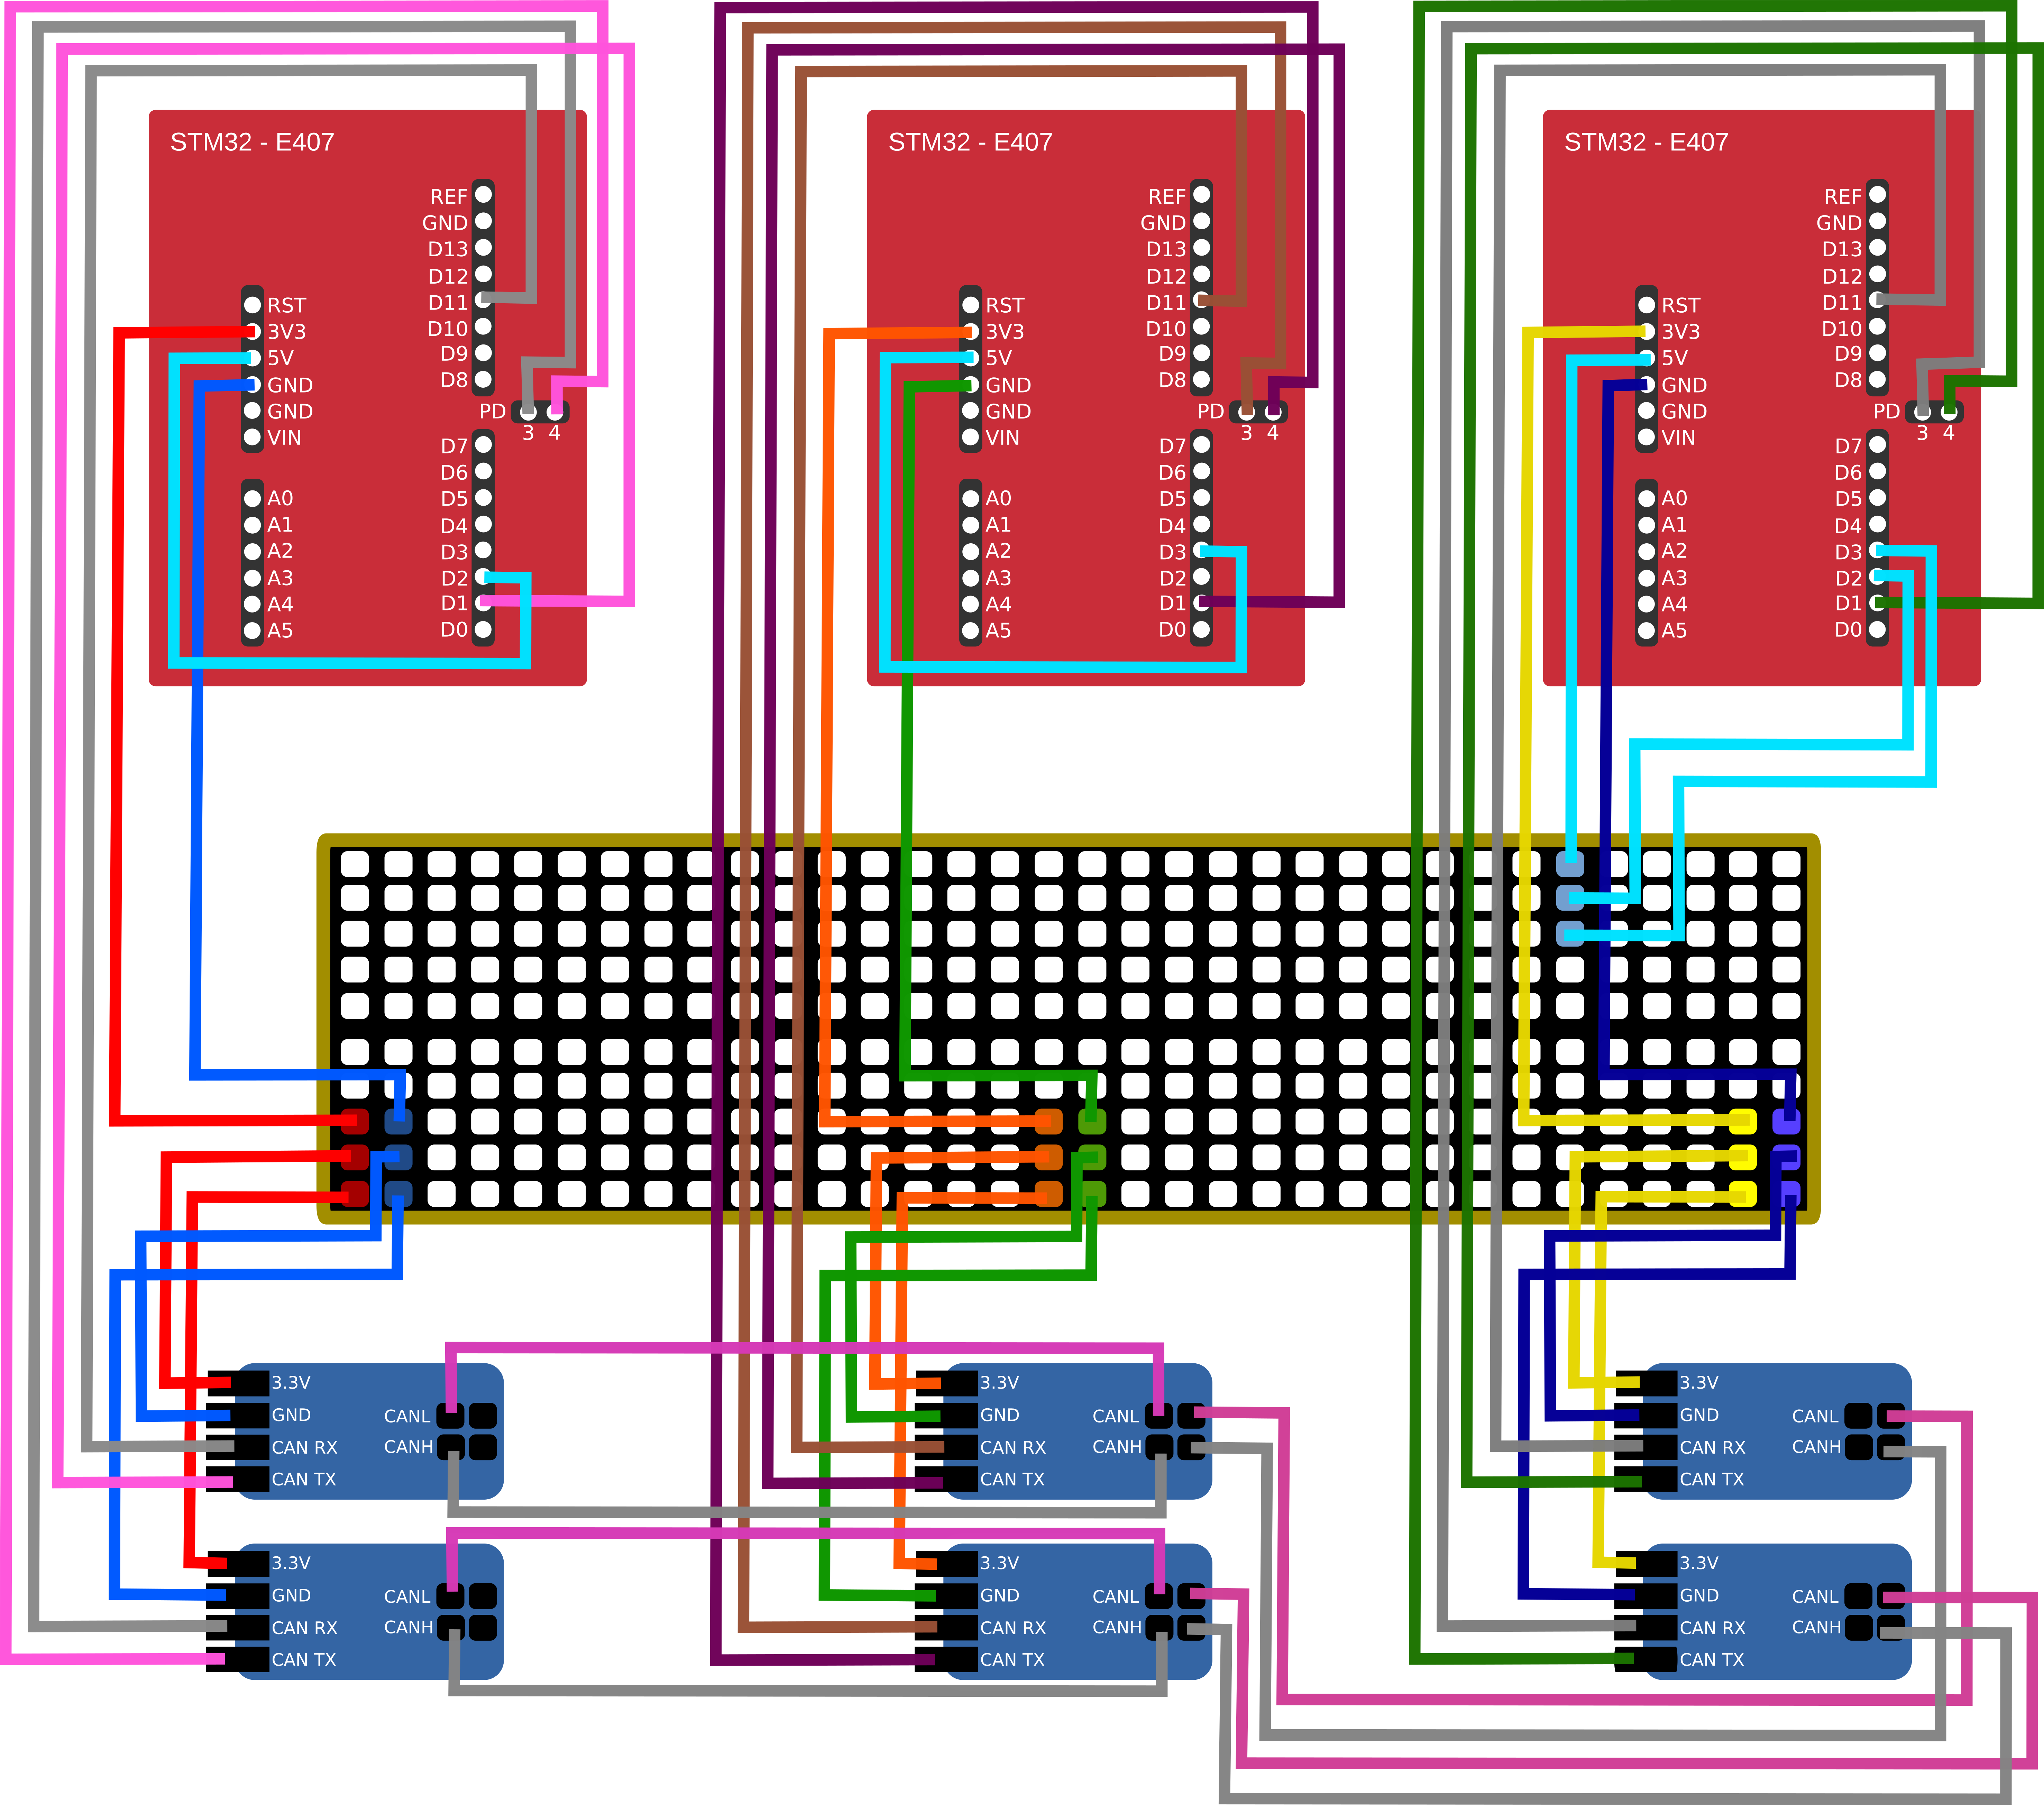 STM32 - E407
REF
GND
D13
D12
D11
D10
D9
D8
RST
3V3
5V
GND
GND
VIN
PD
3 4
A0
A1
A2
A3
A4
A5
D7
D6
D5
D4
D3
D2
D1
D0
STM32 - E407
REF
GND
D13
D12
D11
D10
D9
D8
RST
3V3
5V
GND
GND
VIN
PD
3 4
A0
A1
A2
A3
A4
A5
D7
D6
D5
D4
D3
D2
D1
D0
STM32 - E407
REF
GND
D13
D12
D11
D10
D9
D8
RST
3V3
5V
GND
GND
VIN
PD
3 4
A0
A1
A2
A3
A4
A5
D7
D6
D5
D4
D3
D2
D1
D0
3.3V
GND
CAN RX
CAN TX
CANL
CANH
3.3V
GND
CAN RX
CAN TX
CANL
CANH
3.3V
GND
CAN RX
CAN TX
CANL
CANH
3.3V
GND
CAN RX
CAN TX
CANL
CANH
3.3V
GND
CAN RX
CAN TX
CANL
CANH
3.3V
GND
CAN RX
CAN TX
CANL
CANH